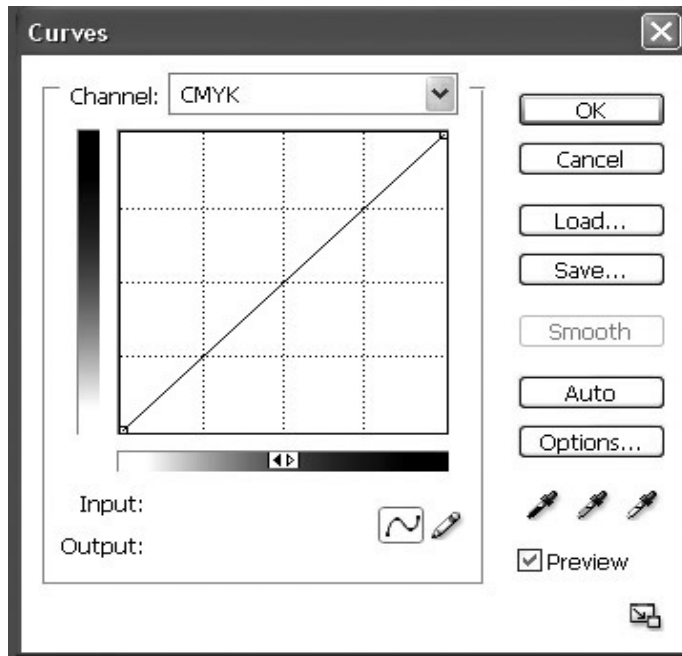 Curves
Channel: CMYK
OK
Cancel
Load...
Save...
Smooth
Auto
Options...
Input:
Output:
Preview